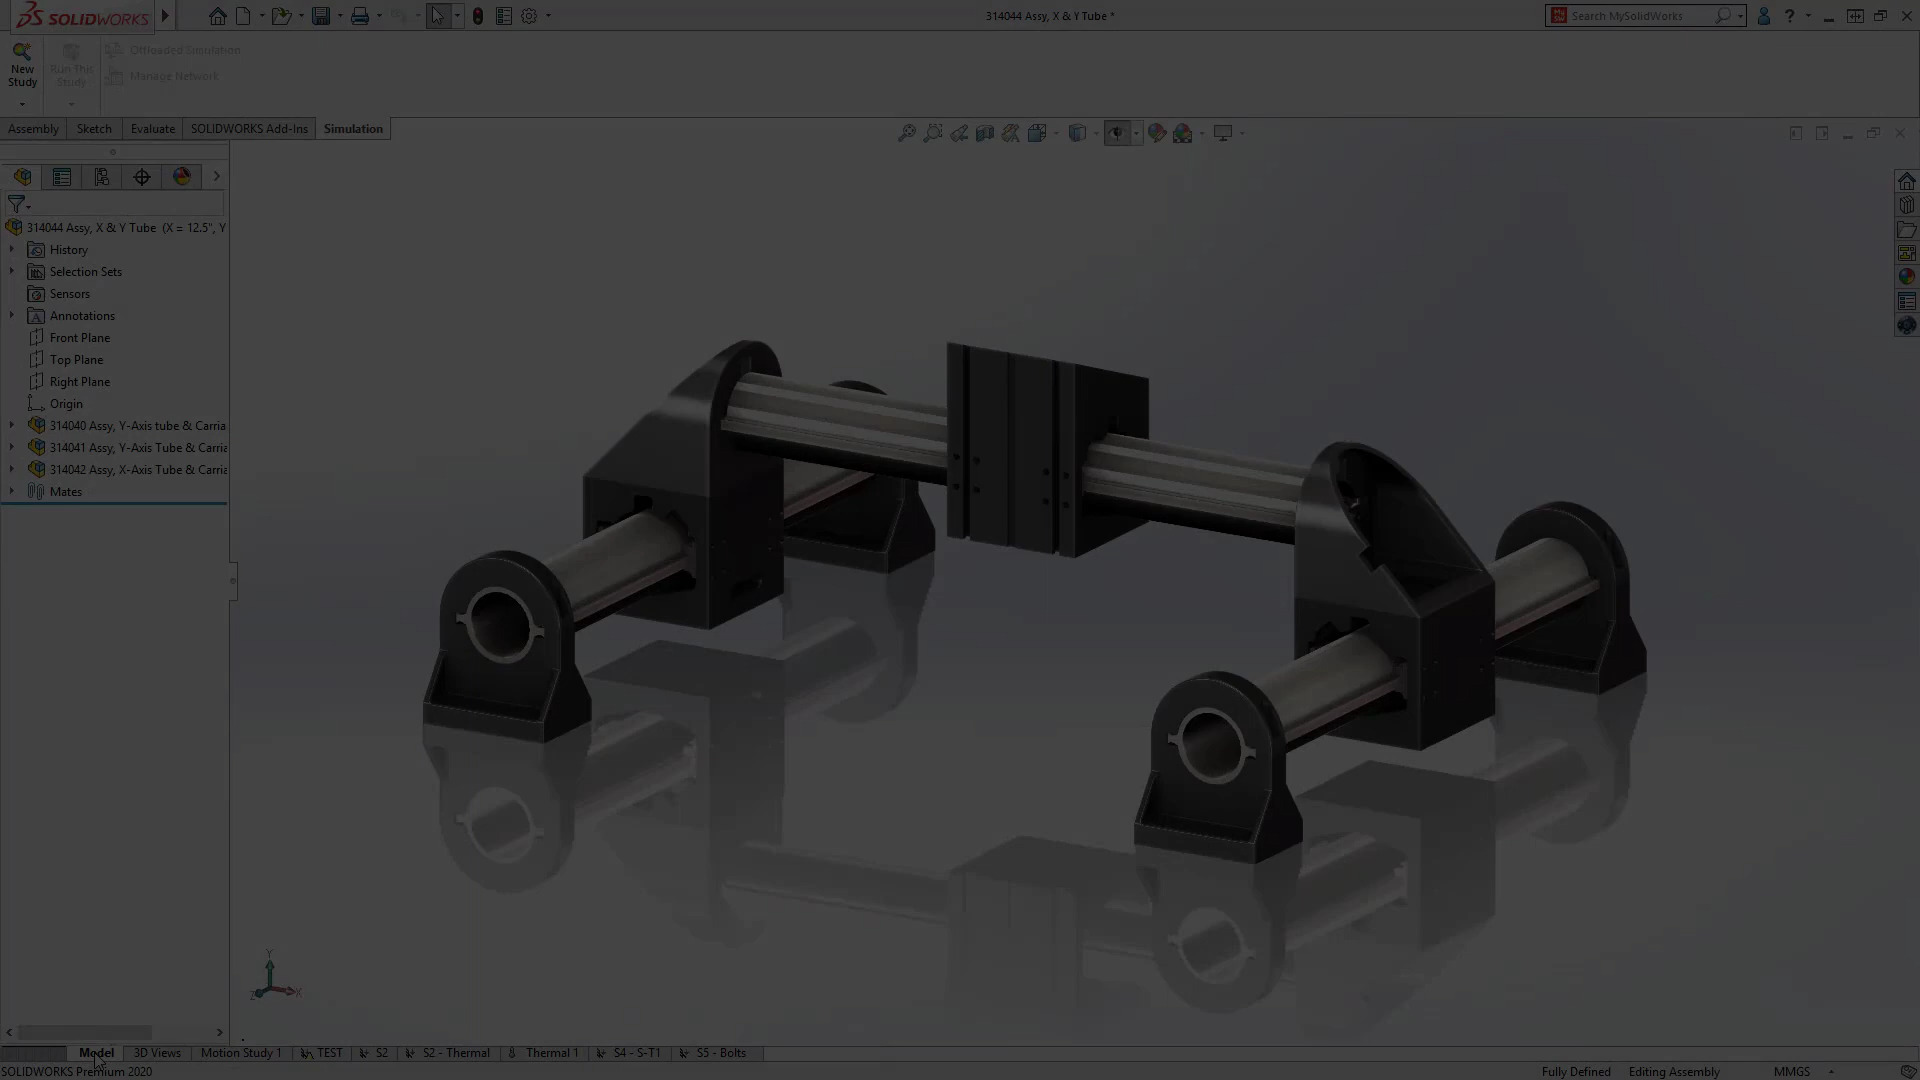 SOLIDWORKS
314044 Assy, X & Y Tube *
Search MySolidWorks
New Study
Run This Study
Offloaded Simulation
Manage Network
Assembly
Sketch
Evaluate
SOLIDWORKS Add-Ins
Simulation
314044 Assy, X & Y Tube (X = 12.5", Y
History
Selection Sets
Sensors
Annotations
Front Plane
Top Plane
Right Plane
Origin
314040 Assy, Y-Axis tube & Carria
314041 Assy, Y-Axis Tube & Carria
314042 Assy, X-Axis Tube & Carria
Mates
Y
Z
X
Model
3D Views
Motion Study 1
TEST
S2
S2 - Thermal
Thermal 1
S4 - S-T1
S5 - Bolts
SOLIDWORKS Premium 2020
Fully Defined
Editing Assembly
MMGS